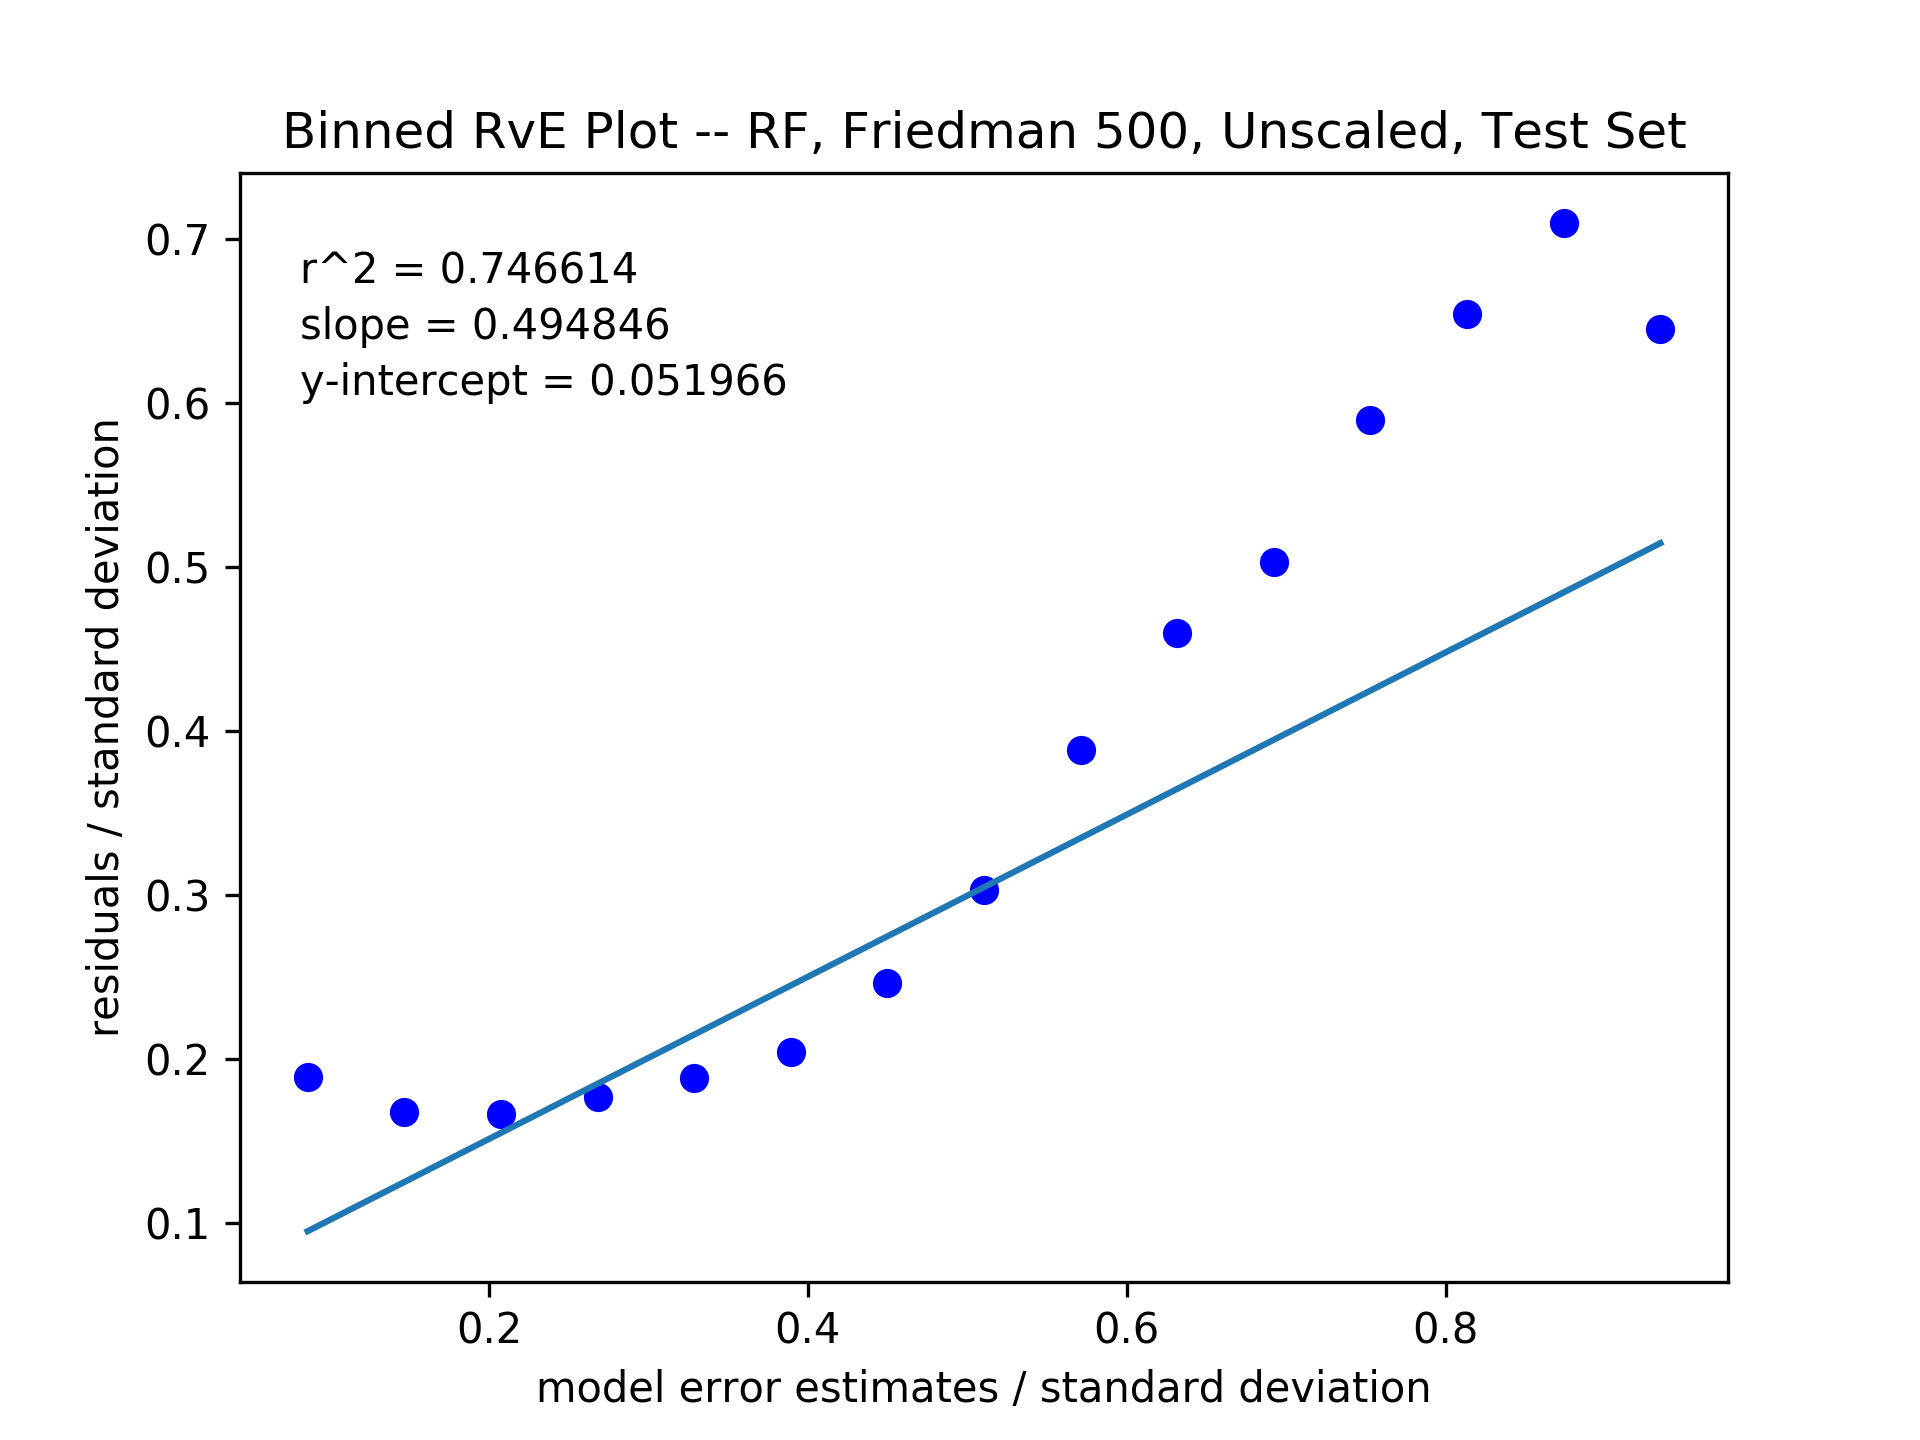 Binned RvE Plot -- RF, Friedman 500, Unscaled, Test Set
r^2 = 0.746614
slope = 0.494846
y-intercept = 0.051966
residuals / standard deviation
0.7
0.6
0.5
0.4
0.3
0.2
0.1
0.2 0.4 0.6 0.8
model error estimates / standard deviation